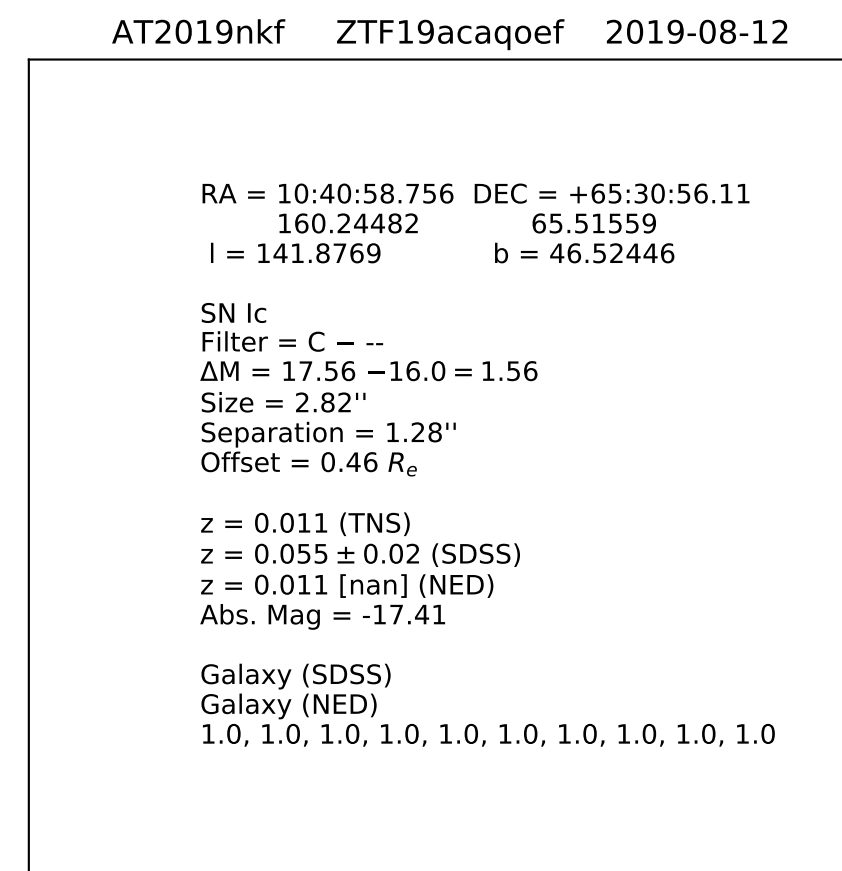 AT2019nkf ZTF19acaqoef 2019-08-12
RA = 10:40:58.756 DEC = +65:30:56.11
160.24482 65.51559
l = 141.8769 b = 46.52446
SN Ic
Filter = C − --
ΔM = 17.56 −16.0 = 1.56
Size = 2.82''
Separation = 1.28''
Offset = 0.46 Re
z = 0.011 (TNS)
z = 0.055 ± 0.02 (SDSS)
z = 0.011 [nan] (NED)
Abs. Mag = -17.41
Galaxy (SDSS)
Galaxy (NED)
1.0, 1.0, 1.0, 1.0, 1.0, 1.0, 1.0, 1.0, 1.0, 1.0